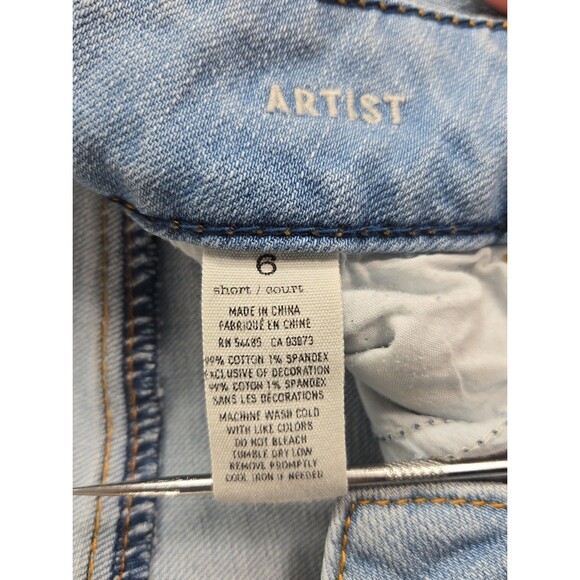 ARTiST
6
short / court
MADE IN CHINA
FABRIQUÉ EN CHINE
RN 54485 CA 03073
99% COTTON 1% SPANDEX
EXCLUSIVE OF DECORATION
99% COTON 1% SPANDEX
SANS LES DÉCORATIONS
MACHINE WASH COLD
WITH LIKE COLORS
DO NOT BLEACH
TUMBLE DRY LOW
REMOVE PROMPTLY
COOL IRON IF NEEDED